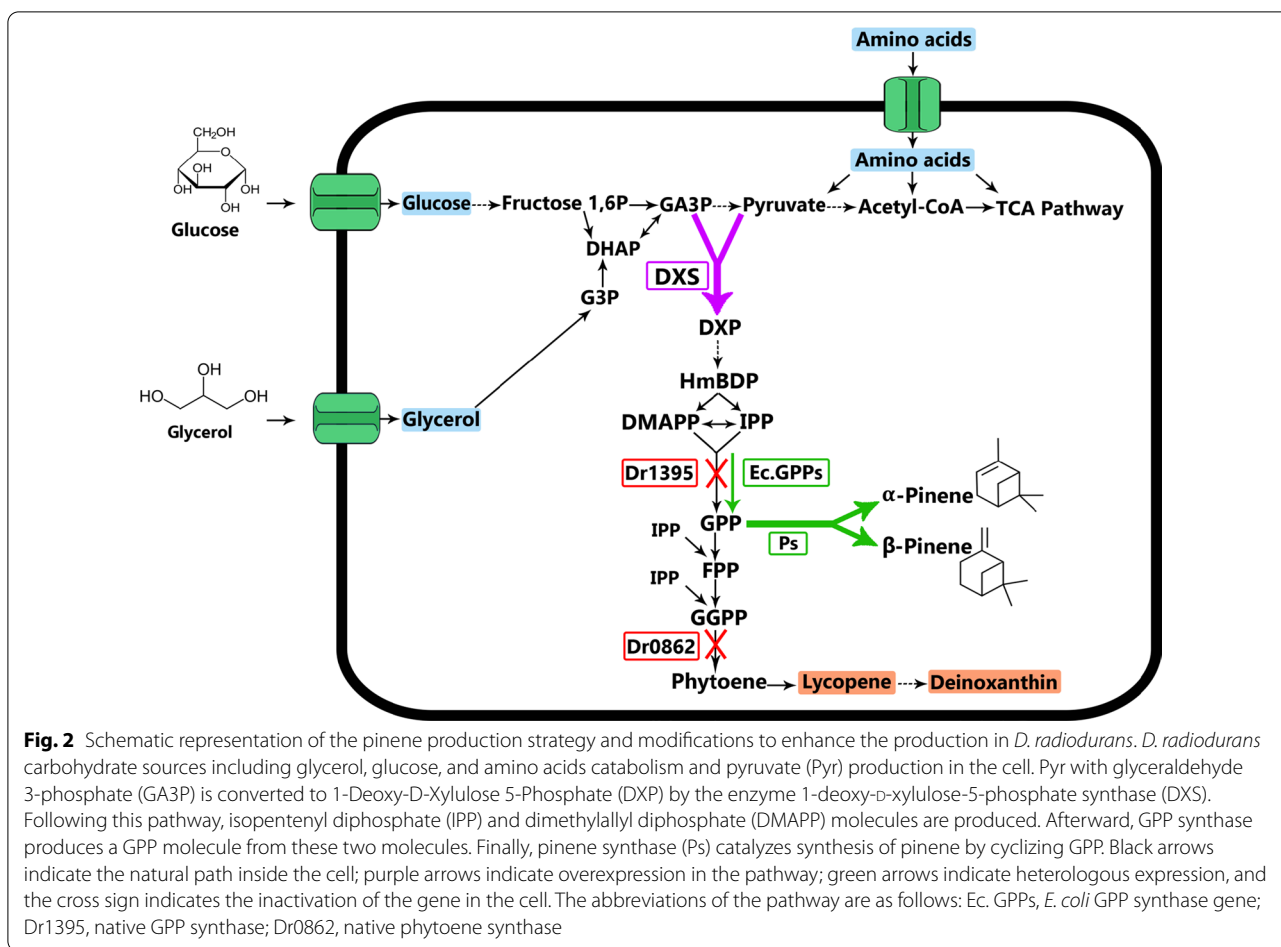 Amino acids
CH₂OH
O
OH
OH
OH
OH
OH
Glucose
Amino acids
Glucose
Fructose 1,6P
GA3P
Pyruvate
Acetyl-CoA
TCA Pathway
DHAP
DXS
G3P
DXP
OH
HO
OH
Glycerol
Glycerol
HmBDP
DMAPP
IPP
Dr1395
Ec.GPPs
α-Pinene
GPP
Ps
IPP
β-Pinene
FPP
IPP
GGPP
Dr0862
Phytoene
Lycopene
Deinoxanthin
Fig. 2 Schematic representation of the pinene production strategy and modifications to enhance the production in D. radiodurans. D. radiodurans
carbohydrate sources including glycerol, glucose, and amino acids catabolism and pyruvate (Pyr) production in the cell. Pyr with glyceraldehyde
3-phosphate (GA3P) is converted to 1-Deoxy-D-Xylulose 5-Phosphate (DXP) by the enzyme 1-deoxy-D-xylulose-5-phosphate synthase (DXS).
Following this pathway, isopentenyl diphosphate (IPP) and dimethylallyl diphosphate (DMAPP) molecules are produced. Afterward, GPP synthase
produces a GPP molecule from these two molecules. Finally, pinene synthase (Ps) catalyzes synthesis of pinene by cyclizing GPP. Black arrows
indicate the natural path inside the cell; purple arrows indicate overexpression in the pathway; green arrows indicate heterologous expression, and
the cross sign indicates the inactivation of the gene in the cell. The abbreviations of the pathway are as follows: Ec. GPPs, E. coli GPP synthase gene;
Dr1395, native GPP synthase; Dr0862, native phytoene synthase